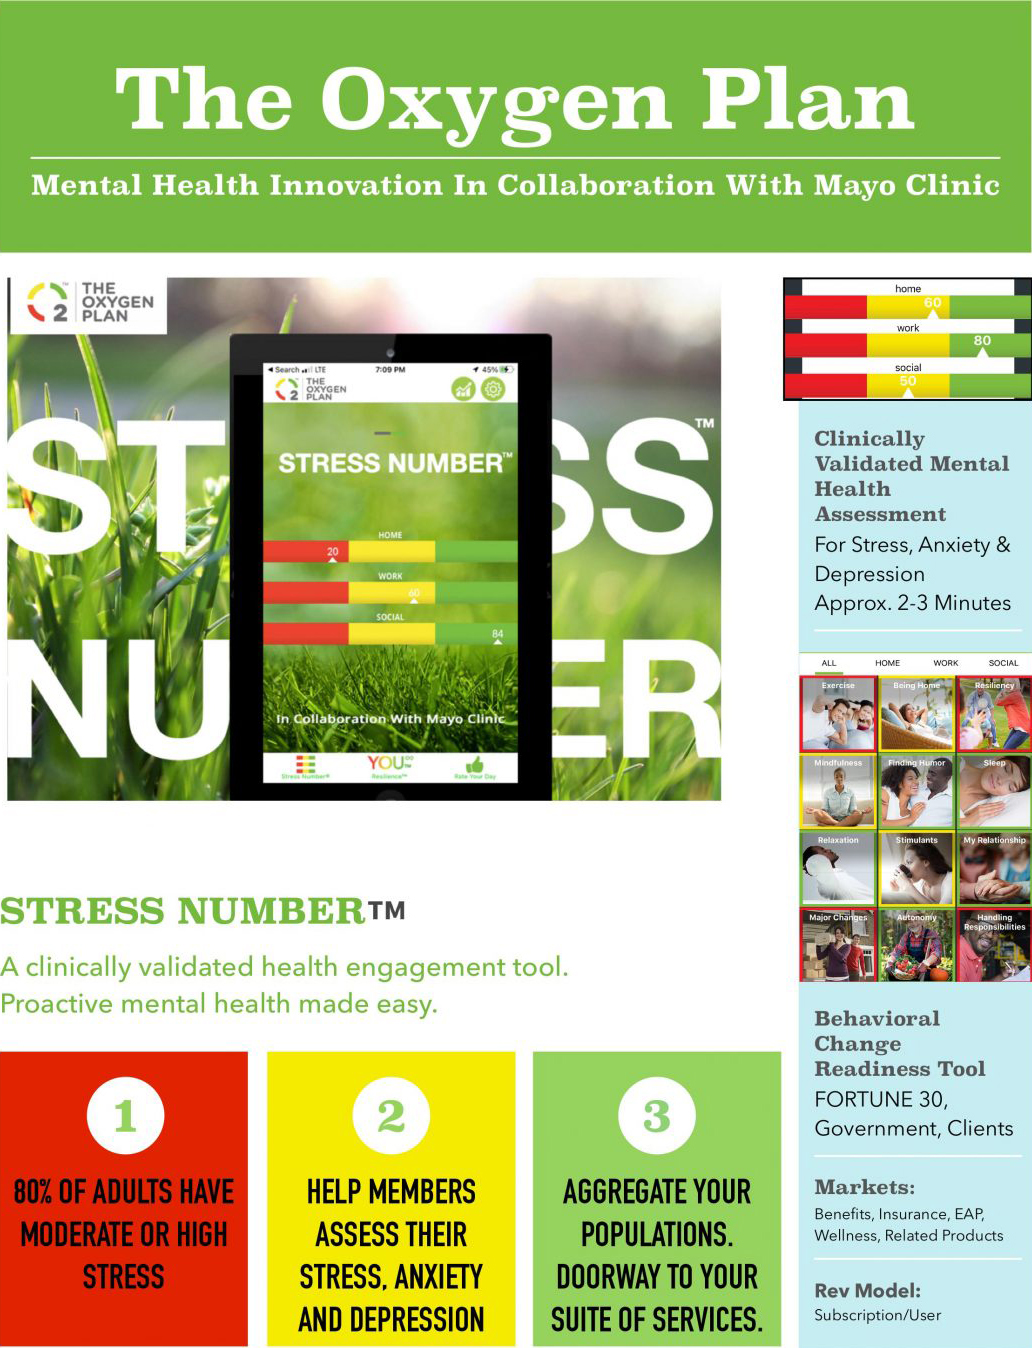 The Oxygen Plan
Mental Health Innovation In Collaboration With Mayo Clinic
2™
THE
OXYGEN
PLAN
ST
SS™
NU
ER
Search LTE
7:09 PM
45%
2
THE
OXYGEN
PLAN
STRESS NUMBER™
HOME
20
WORK
60
SOCIAL
84
In Collaboration With Mayo Clinic
Stress Number®
YOU
Resilience™
Rate Your Day
home
60
work
80
social
50
Clinically
Validated Mental
Health
Assessment
For Stress, Anxiety &
Depression
Approx. 2-3 Minutes
ALL HOME WORK SOCIAL
Exercise Being Home Resiliency
Mindfulness Finding Humor Sleep
Relaxation Stimulants My Relationship
Major Changes Autonomy Handling
Responsibilities
Behavioral
Change
Readiness Tool
FORTUNE 30,
Government, Clients
Markets:
Benefits, Insurance, EAP,
Wellness, Related Products
Rev Model:
Subscription/User
STRESS NUMBER™
A clinically validated health engagement tool.
Proactive mental health made easy.
1
80% OF ADULTS HAVE
MODERATE OR HIGH
STRESS
2
HELP MEMBERS
ASSESS THEIR
STRESS, ANXIETY
AND DEPRESSION
3
AGGREGATE YOUR
POPULATIONS.
DOORWAY TO YOUR
SUITE OF SERVICES.